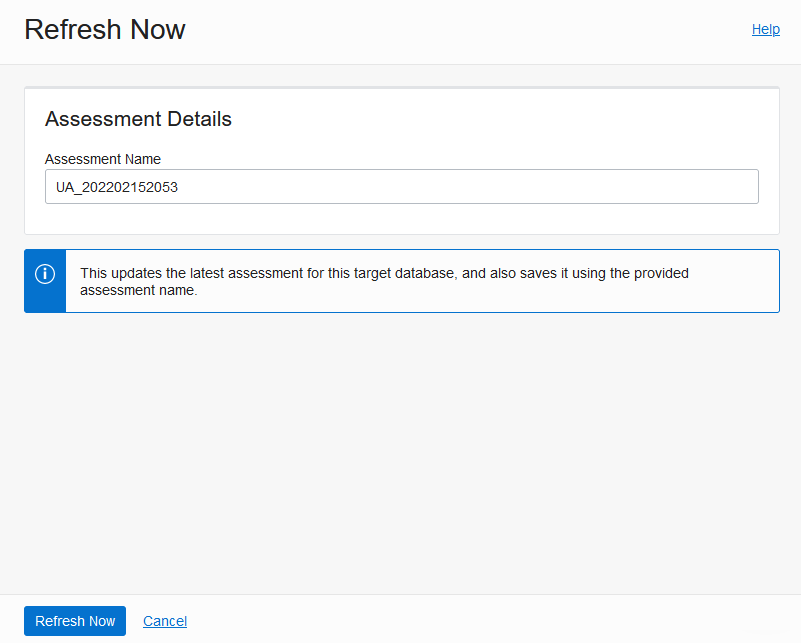 Refresh Now
Help
Assessment Details
Assessment Name
UA_202202152053
This updates the latest assessment for this target database, and also saves it using the provided
assessment name.
Refresh Now
Cancel